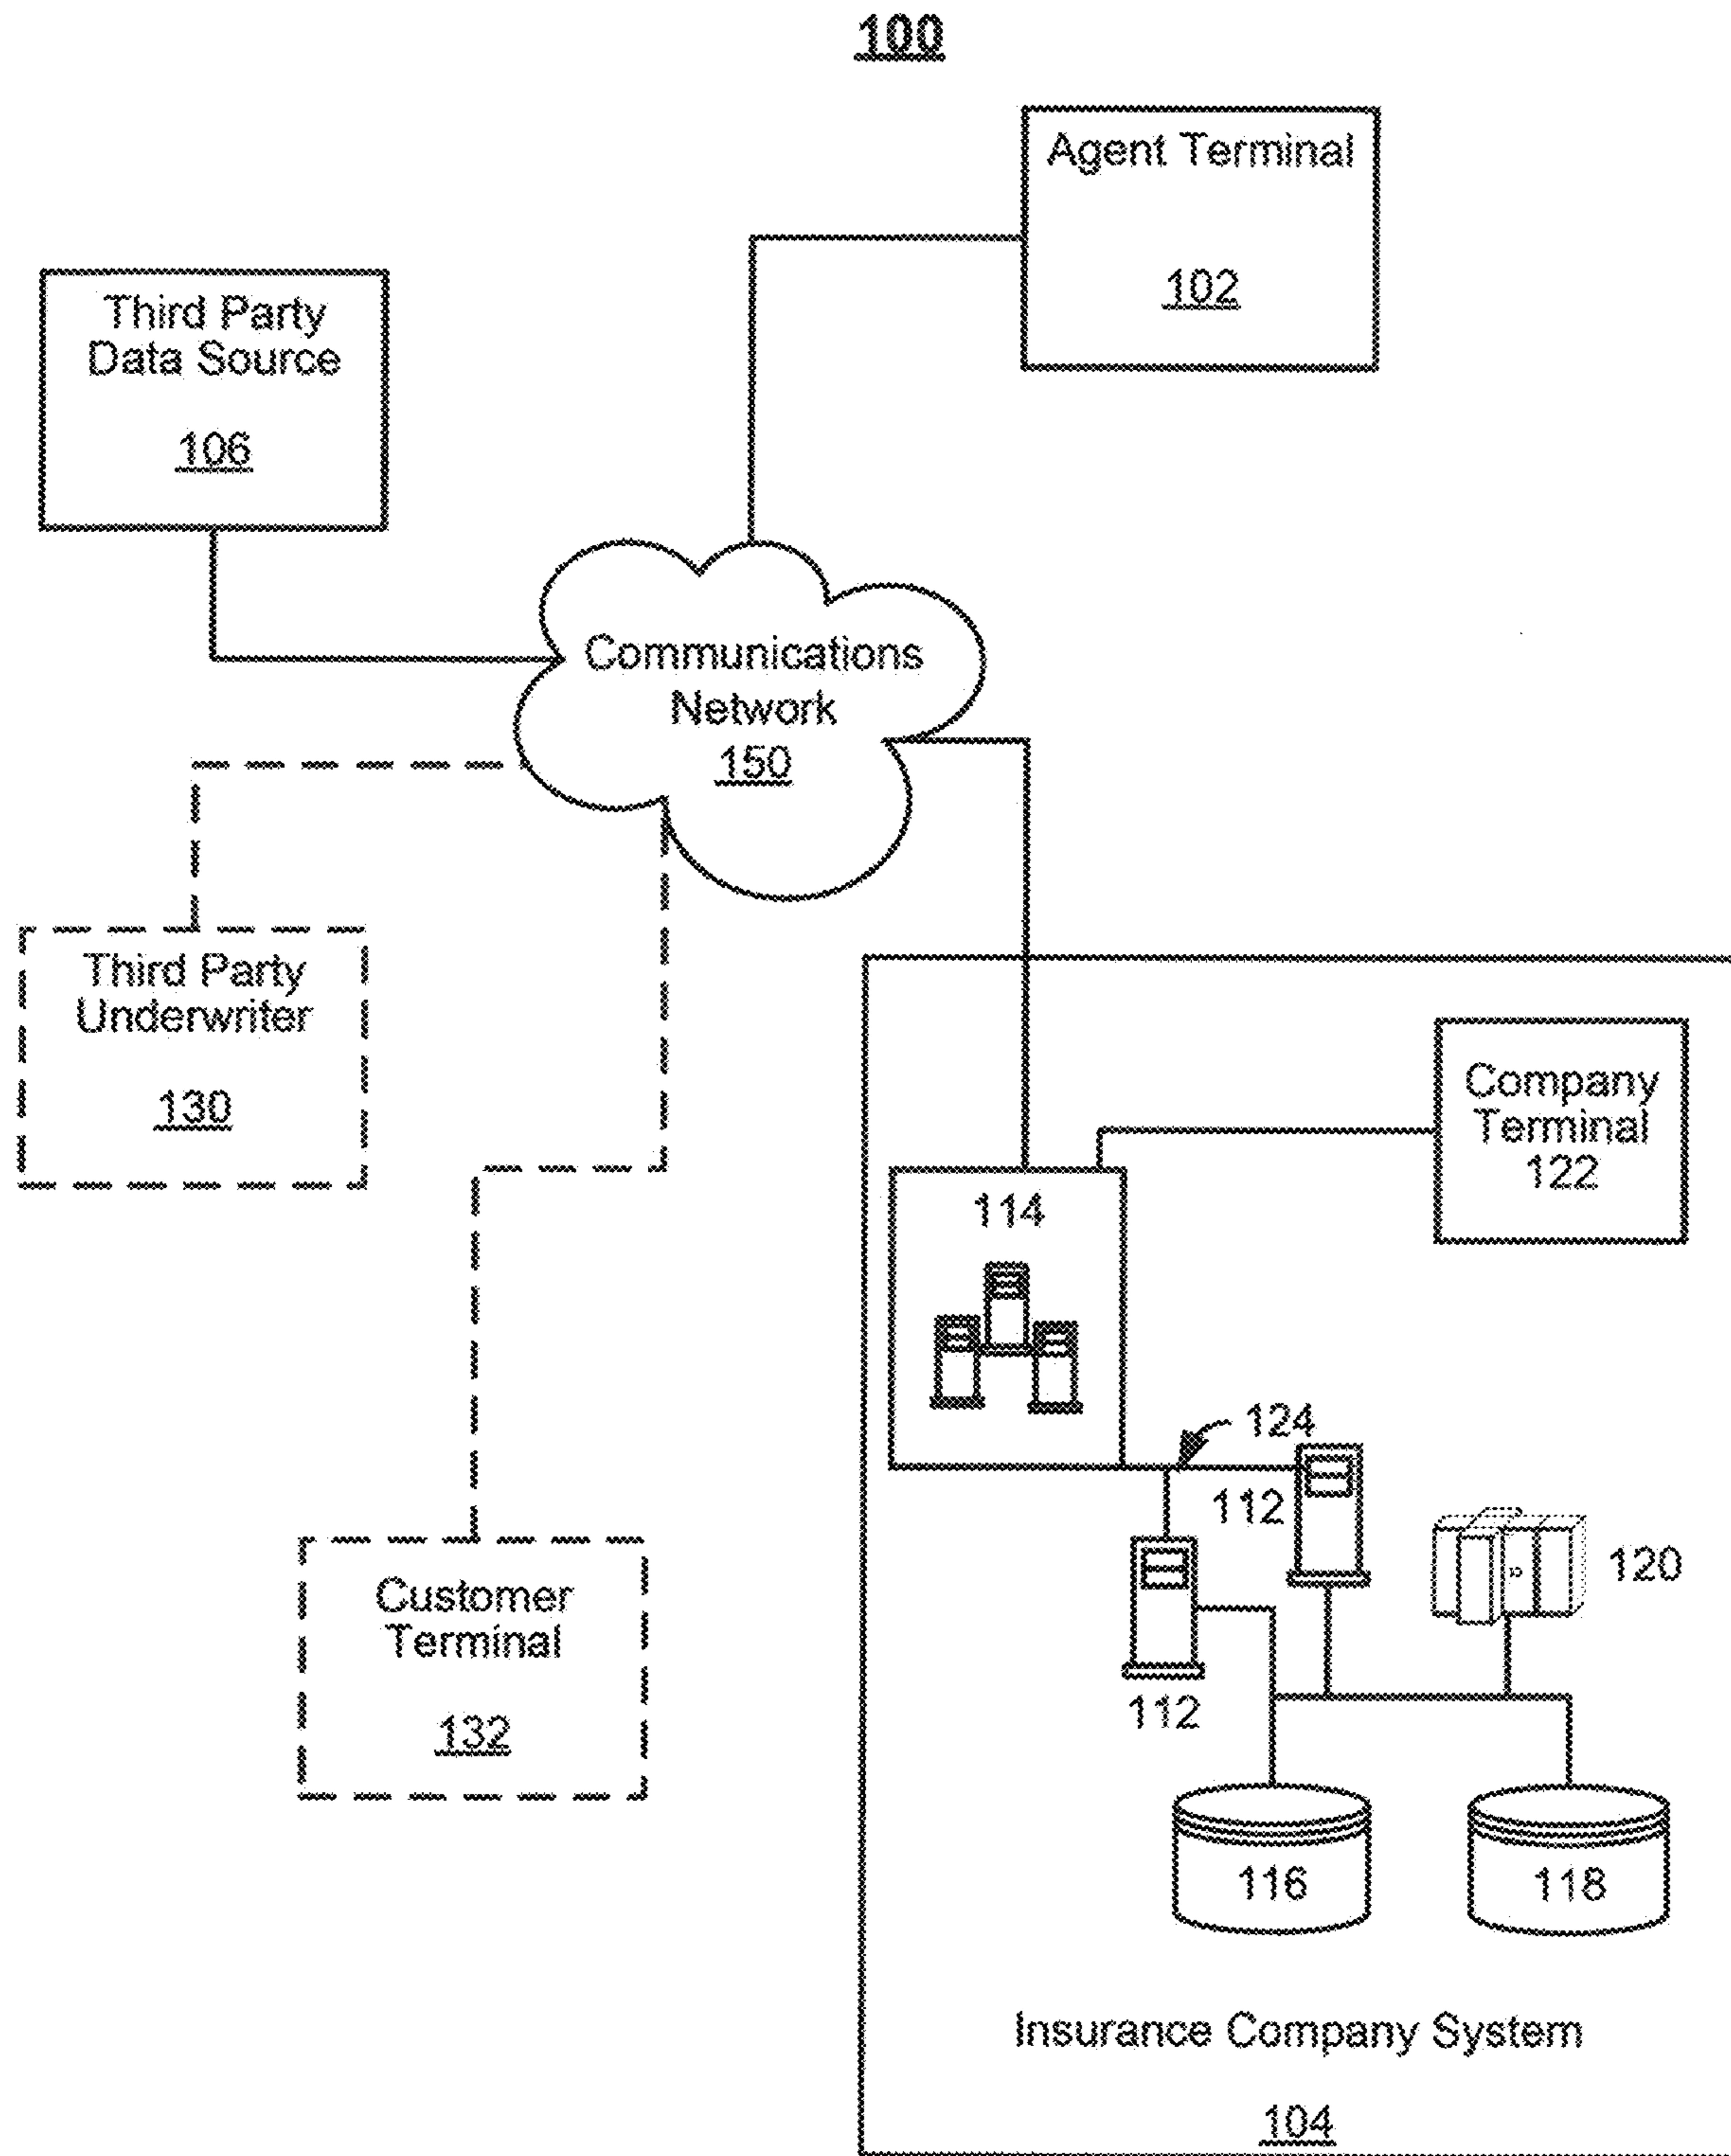 100
Agent Terminal
102
Third Party
Data Source
106
Communications
Network
150
Third Party
Underwriter
130
Company
Terminal
122
114
124
112
120
112
Customer
Terminal
132
116
118
Insurance Company System
104